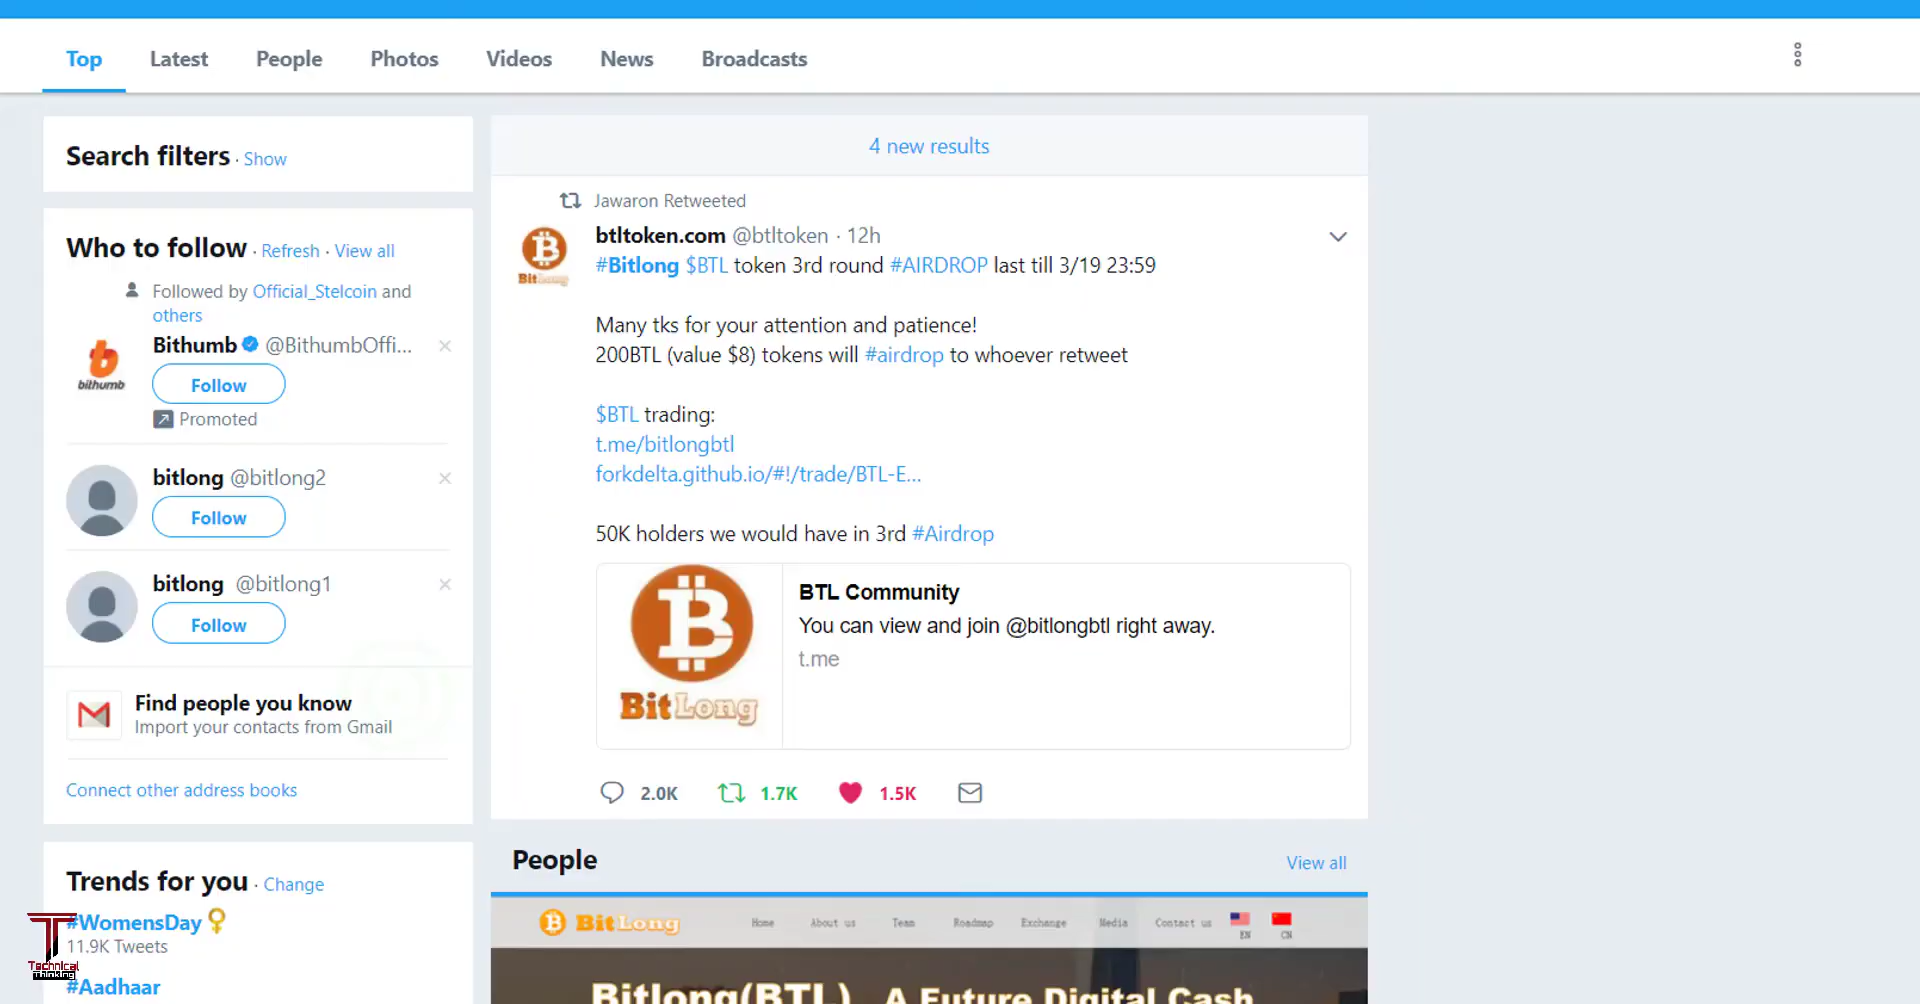 Top Latest People Photos Videos News Broadcasts
Search filters · Show
Who to follow · Refresh · View all
Followed by Official_Stelcoin and
others
bithumb
Bithumb @BithumbOffi...
Follow
Promoted
bitlong @bitlong2
Follow
bitlong @bitlong1
Follow
Find people you know
Import your contacts from Gmail
Connect other address books
Trends for you · Change
#WomensDay
11.9K Tweets
#Aadhaar
T
Technical
Thinking
4 new results
Jawaron Retweeted
BitLong
btltoken.com @btltoken · 12h
#Bitlong $BTL token 3rd round #AIRDROP last till 3/19 23:59
Many tks for your attention and patience!
200BTL (value $8) tokens will #airdrop to whoever retweet
$BTL trading:
t.me/bitlongbtl
forkdelta.github.io/#!/trade/BTL-E...
50K holders we would have in 3rd #Airdrop
BitLong
BTL Community
You can view and join @bitlongbtl right away.
t.me
2.0K 1.7K 1.5K
People View all
BitLong Home About us Team Roadmap Exchange Media Contact us EN CN
Bitlong(BTL) A Future Digital Cash